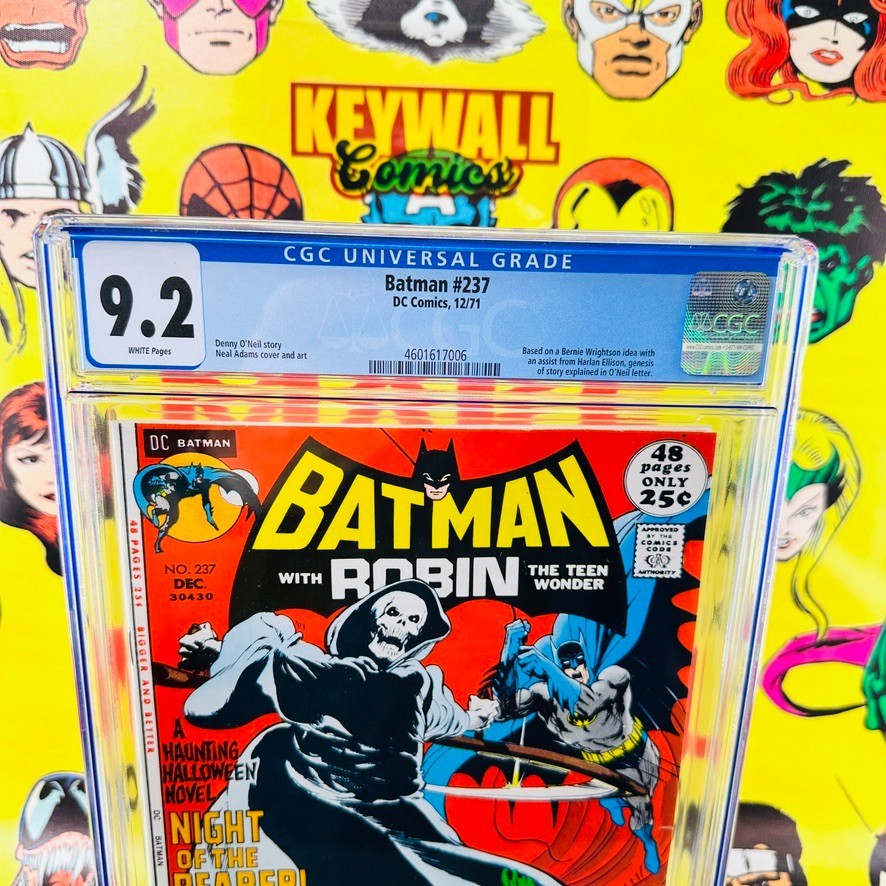 KEYWALL
Comics
CGC UNIVERSAL GRADE
9.2
WHITE Pages
Batman #237
DC Comics, 12/71
Denny O'Neil story
Neal Adams cover and art
4601617006
Based on a Bernie Wrightson idea with
an assist from Harlan Ellison, genesis
of story explained in O'Neil letter.
CGC
DC BATMAN
BATMAN
WITH ROBIN THE TEEN
WONDER
48
pages
ONLY
25¢
APPROVED
BY THE
COMICS
CODE
AUTHORITY
NO. 237
DEC.
30430
48 PAGES 25¢ BIGGER AND BETTER
DC BATMAN
A
HAUNTING
HALLOWEEN
NOVEL
NIGHT
OF THE
REAPER!